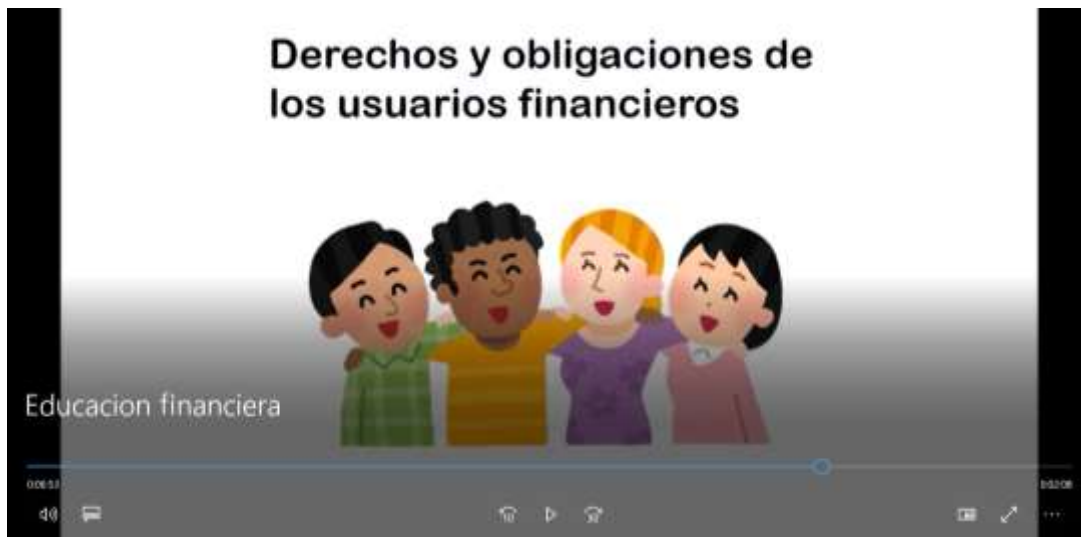 Derechos y obligaciones de
los usuarios financieros
Educacion financiera